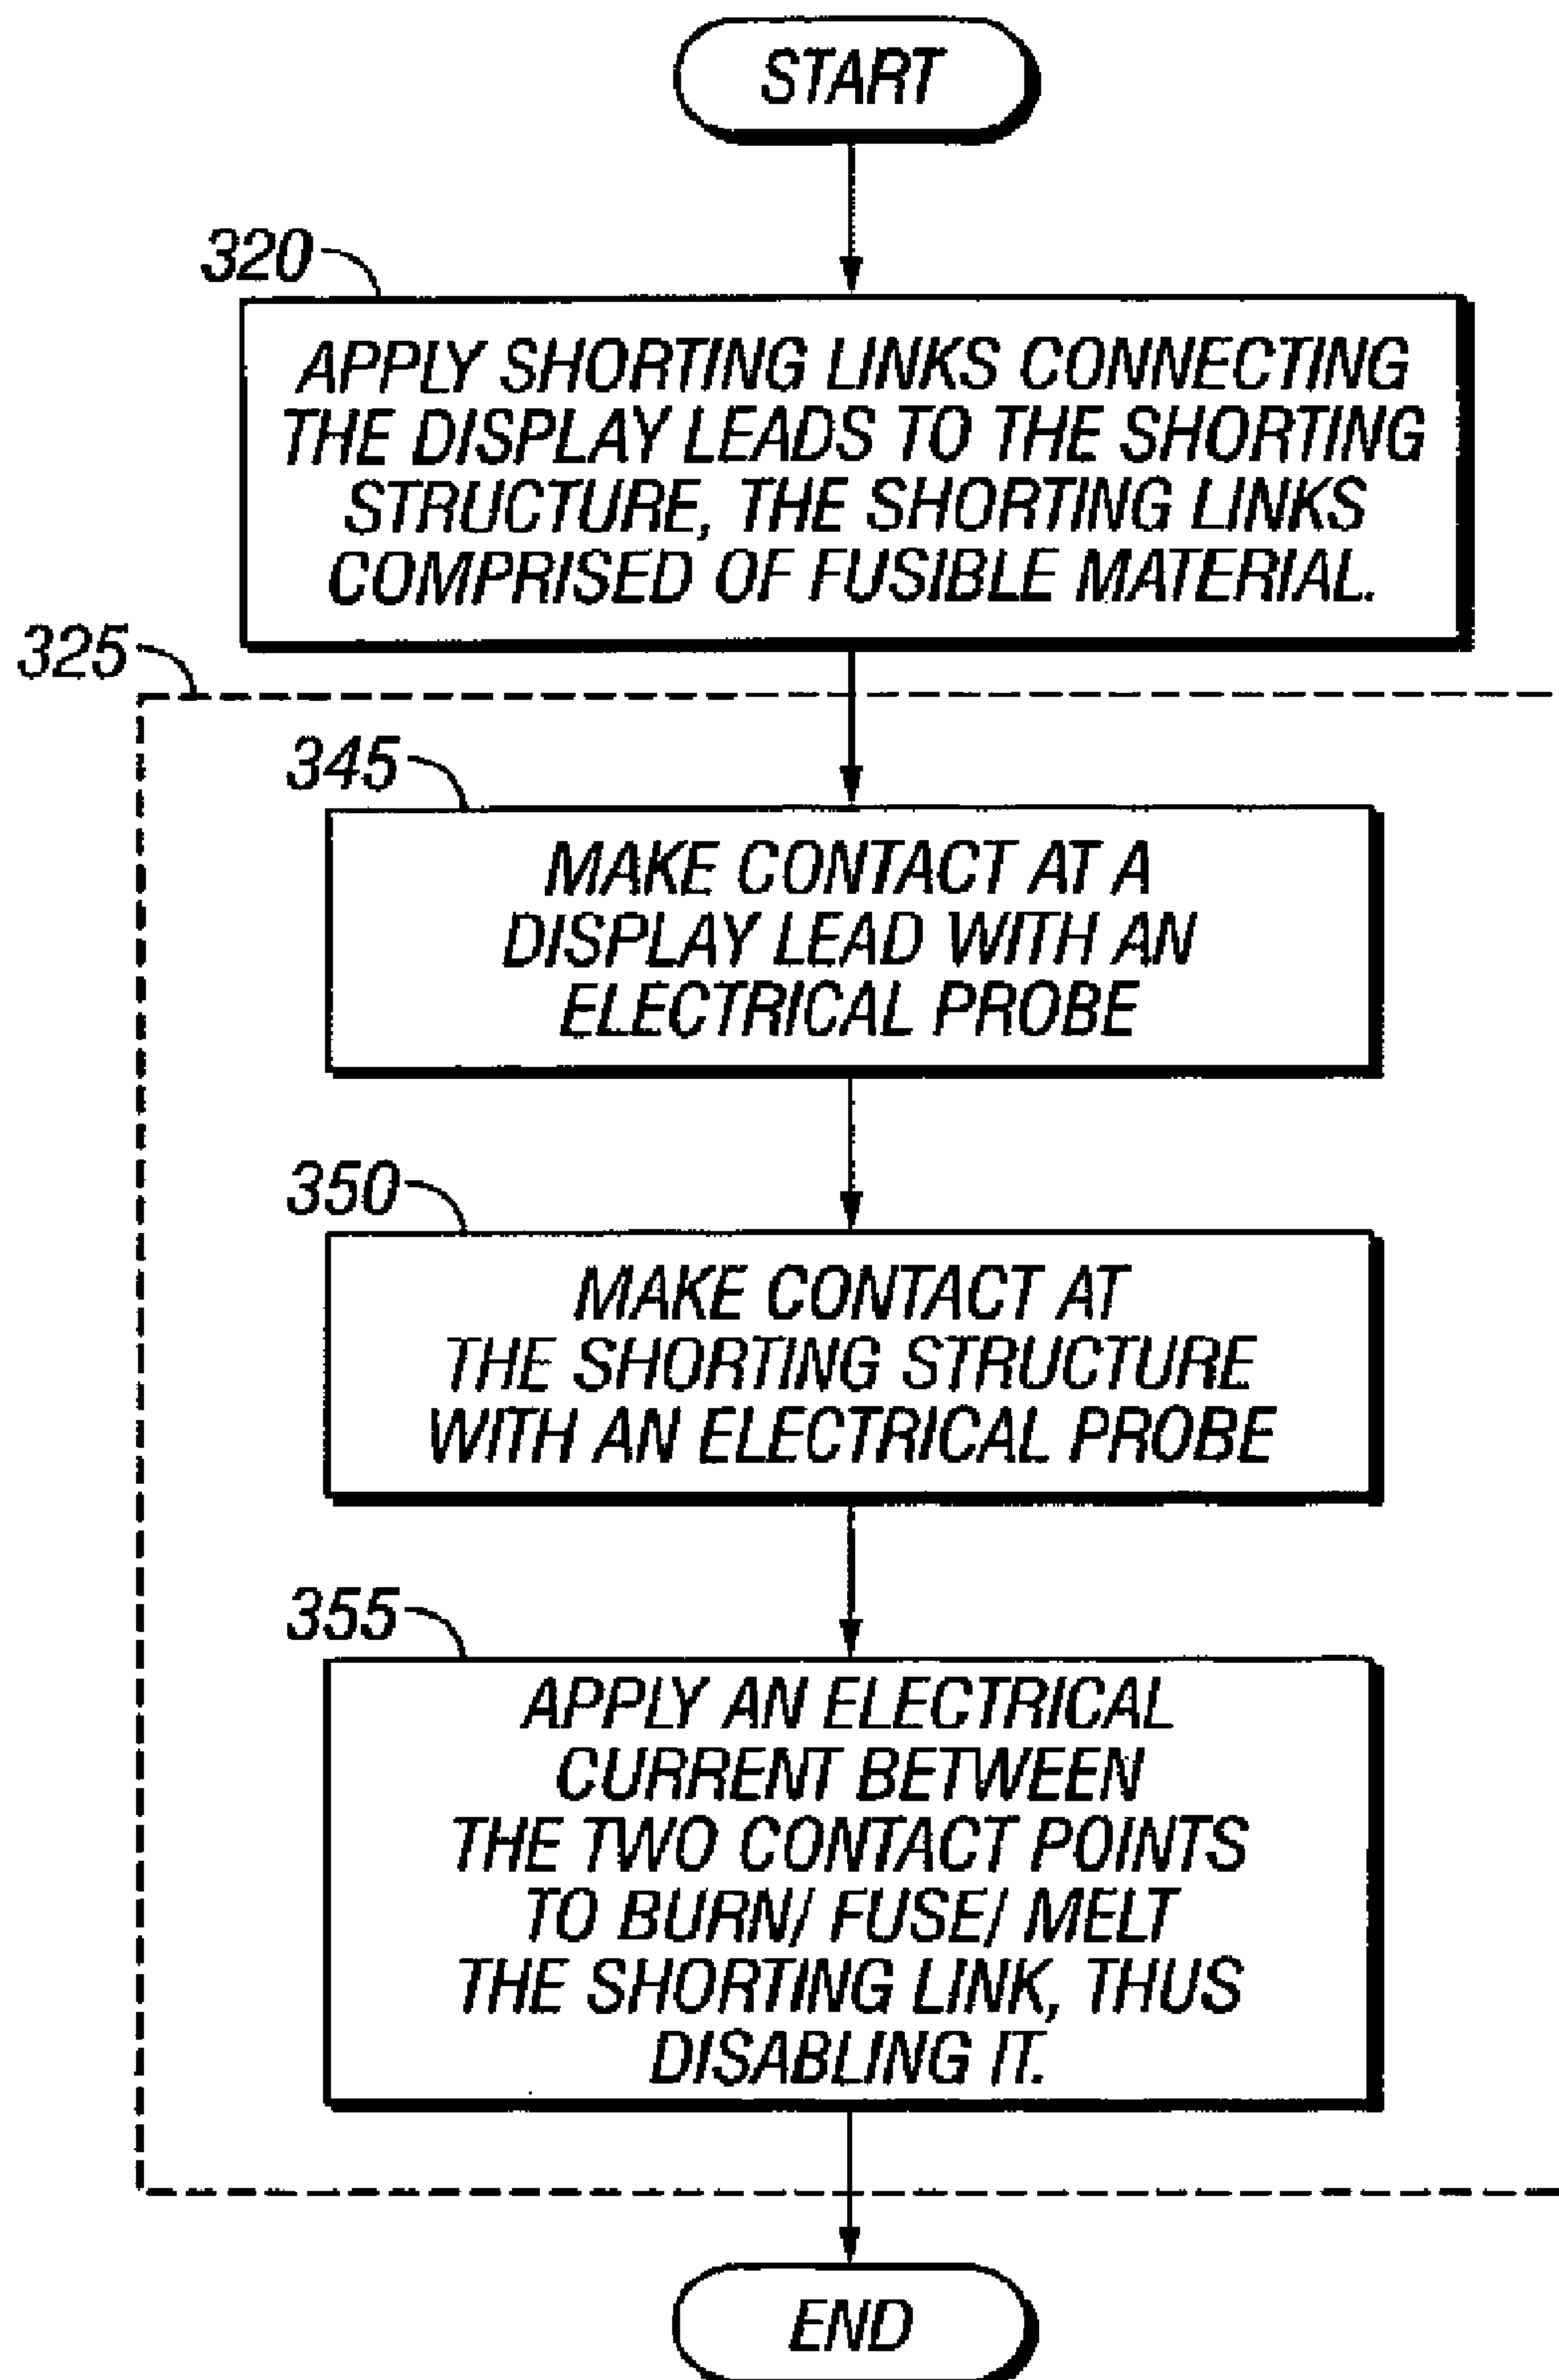 START
320
APPLY SHORTING LINKS CONNECTING
THE DISPLAY LEADS TO THE SHORTING
STRUCTURE, THE SHORTING LINKS
COMPRISED OF FUSIBLE MATERIAL.
325
345
MAKE CONTACT AT A
DISPLAY LEAD WITH AN
ELECTRICAL PROBE
350
MAKE CONTACT AT
THE SHORTING STRUCTURE
WITH AN ELECTRICAL PROBE
355
APPLY AN ELECTRICAL
CURRENT BETWEEN
THE TWO CONTACT POINTS
TO BURN/ FUSE/ MELT
THE SHORTING LINK, THUS
DISABLING IT.
END